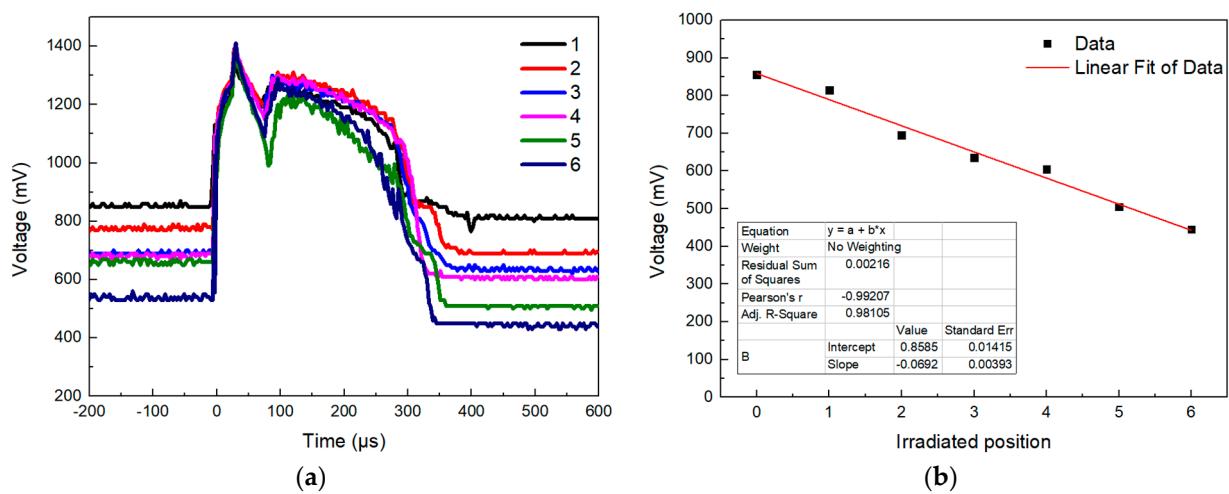 1400
1200
1000
800
600
400
200
Voltage (mV)
-200 -100 0 100 200 300 400 500 600
Time (µs)
1
2
3
4
5
6
(a)
1000
900
800
700
600
500
400
300
200
100
0
Voltage (mV)
Data
Linear Fit of Data
Equation y = a + b*x
Weight No Weighting
Residual Sum
of Squares 0.00216
Pearson's r -0.99207
Adj. R-Square 0.98105
Value Standard Err
B Intercept 0.8585 0.01415
Slope -0.0692 0.00393
0 1 2 3 4 5 6
Irradiated position
(b)